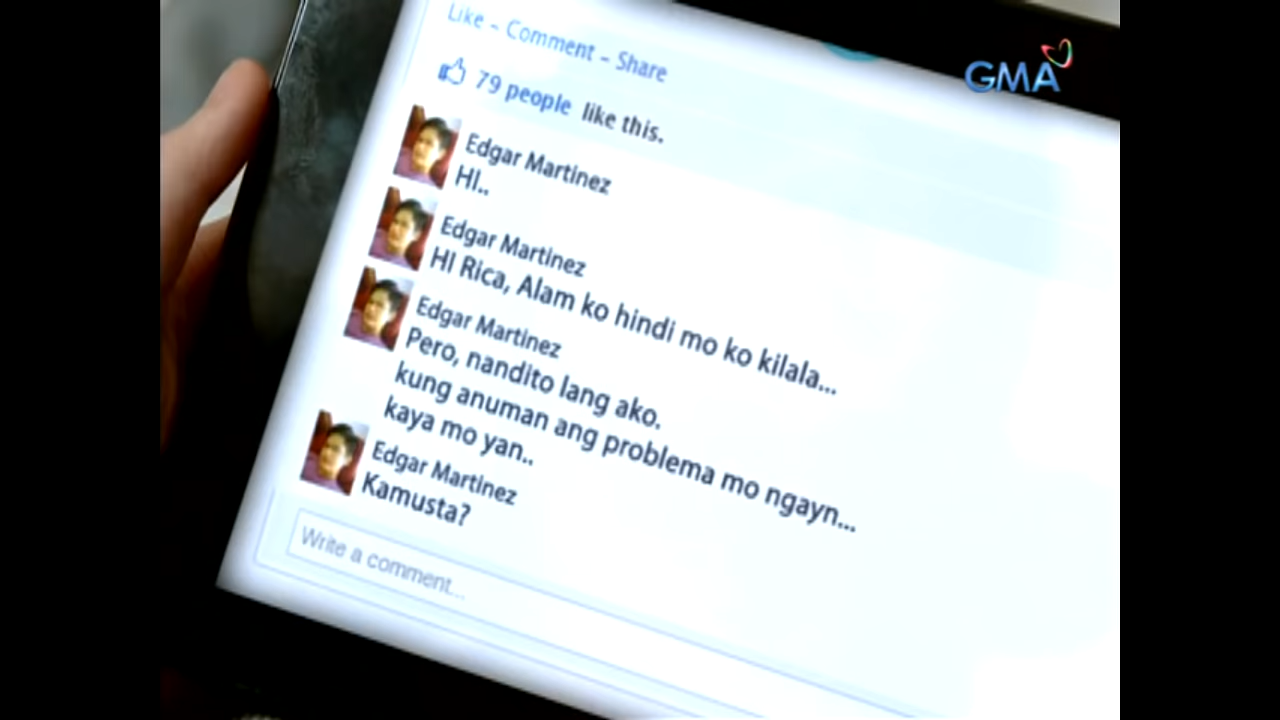 Like - Comment - Share
GMA
79 people like this.
Edgar Martinez
HI..
Edgar Martinez
HI Rica, Alam ko hindi mo ko kilala...
Edgar Martinez
Pero, nandito lang ako.
kung anuman ang problema mo ngayn...
kaya mo yan..
Edgar Martinez
Kamusta?
Write a comment...